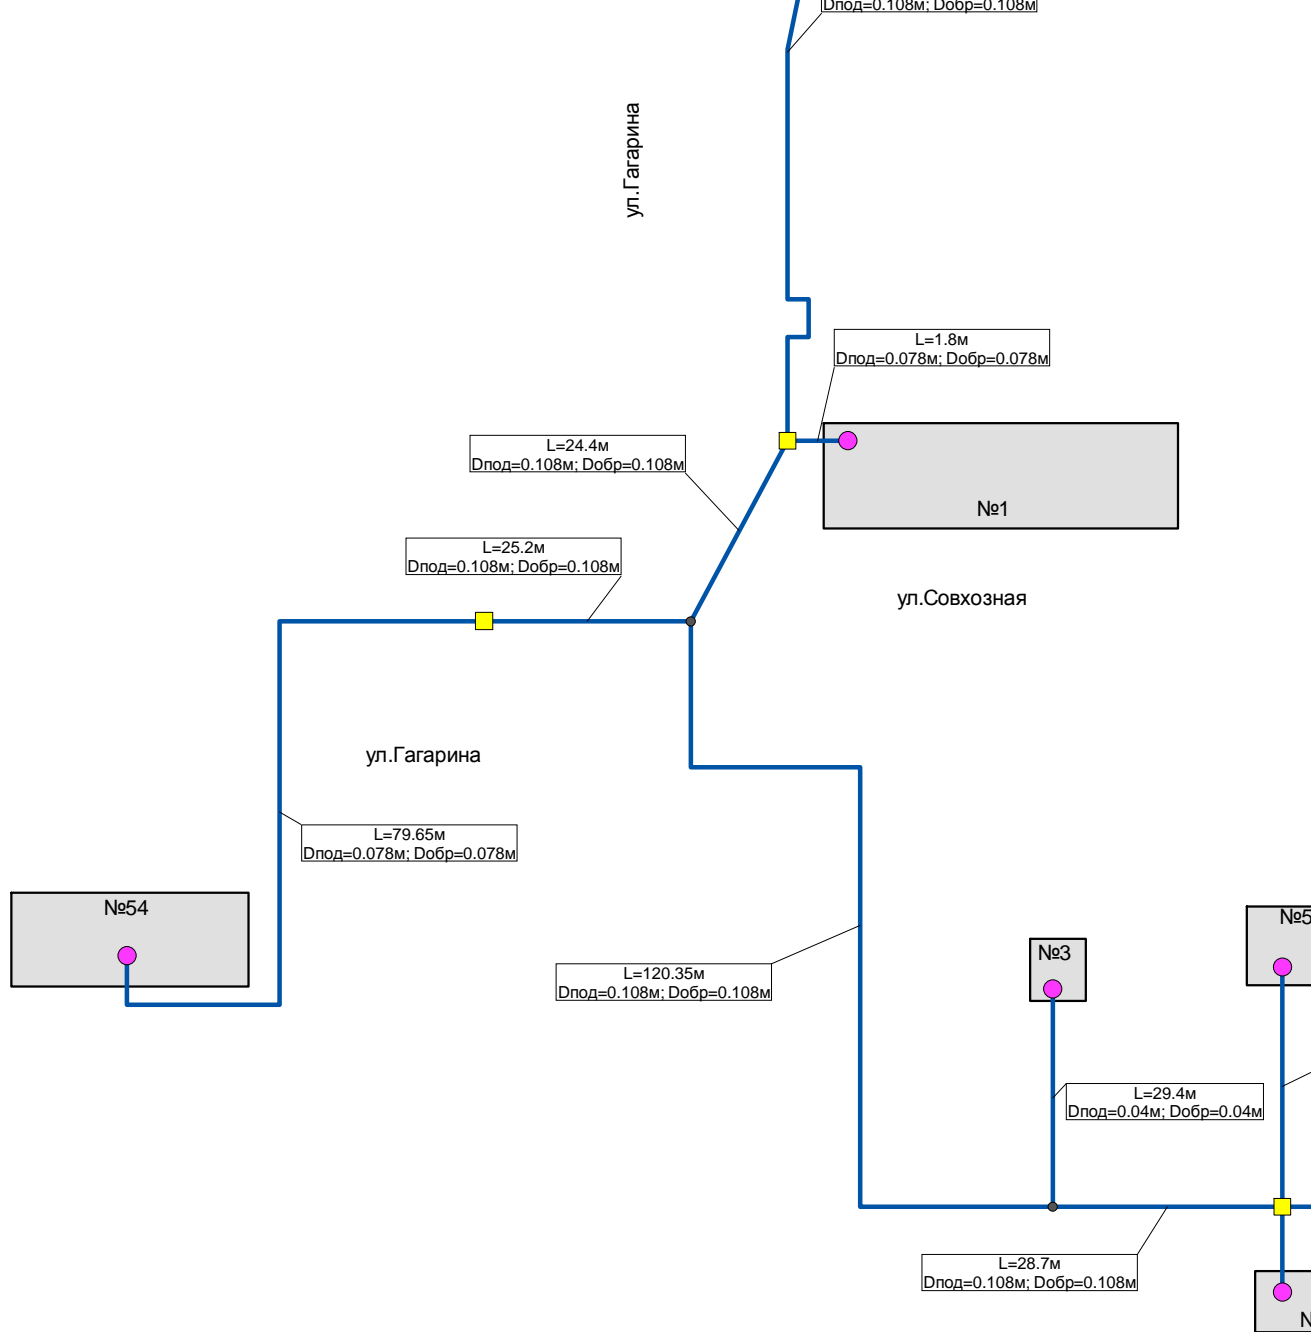 Dпод=0.108м; Dобр=0.108м
ул.Гагарина
L=1.8м
Dпод=0.078м; Dобр=0.078м
L=24.4м
Dпод=0.108м; Dобр=0.108м
№1
L=25.2м
Dпод=0.108м; Dобр=0.108м
ул.Совхозная
ул.Гагарина
L=79.65м
Dпод=0.078м; Dобр=0.078м
№54
№5
№3
L=120.35м
Dпод=0.108м; Dобр=0.108м
L=29.4м
Dпод=0.04м; Dобр=0.04м
L=28.7м
Dпод=0.108м; Dобр=0.108м